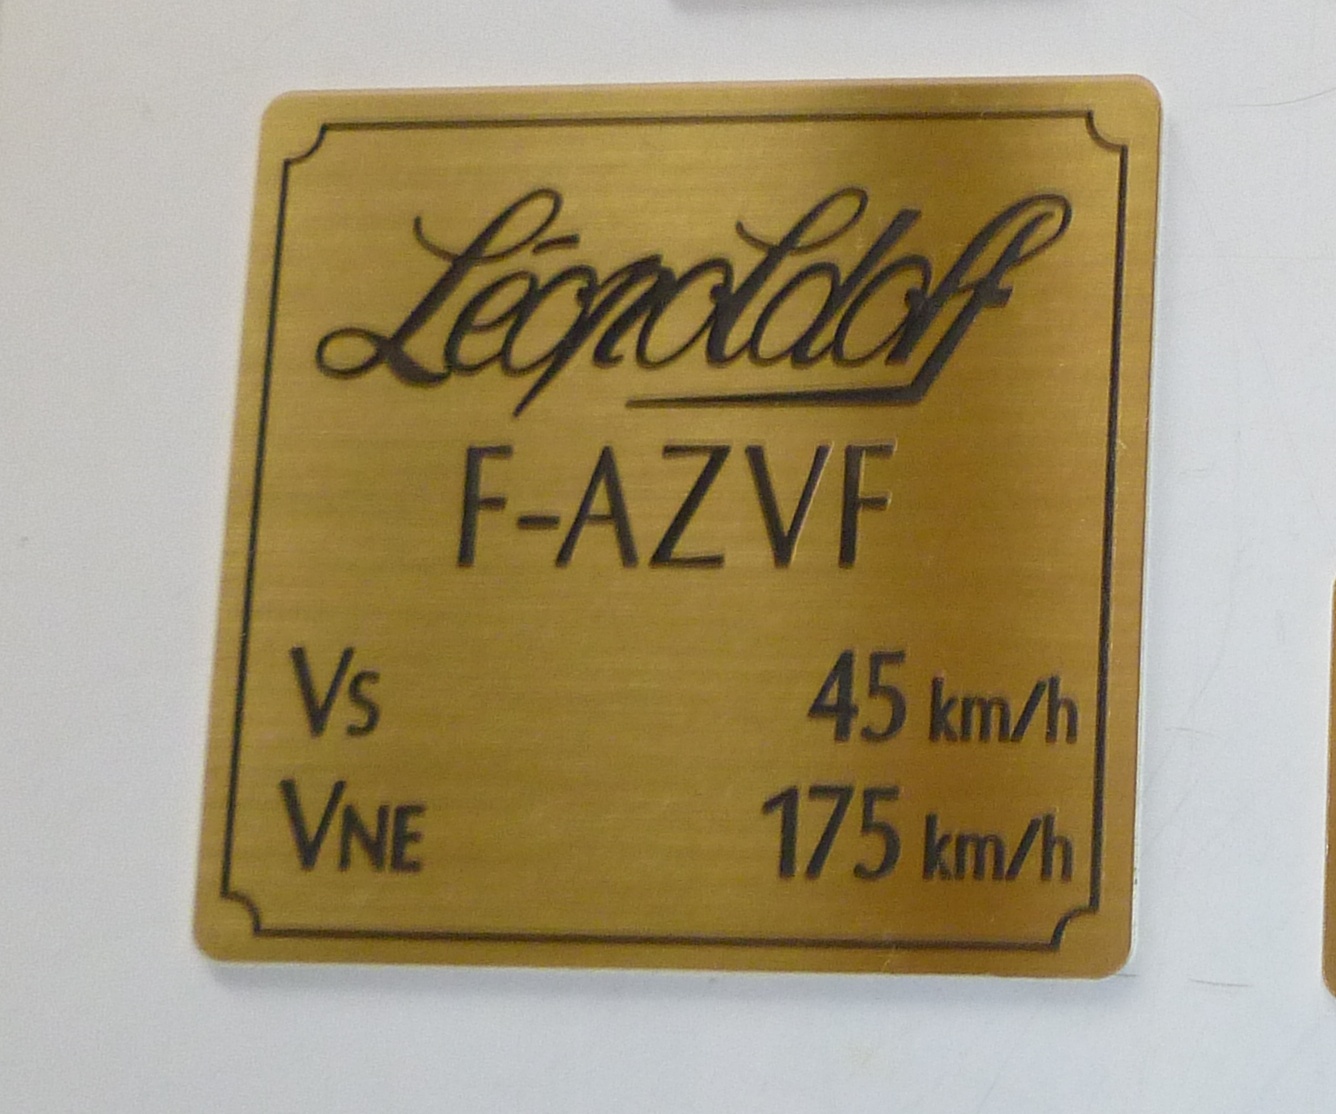 Léopoldoff
F-AZVF
Vs 45 km/h
VNE 175 km/h